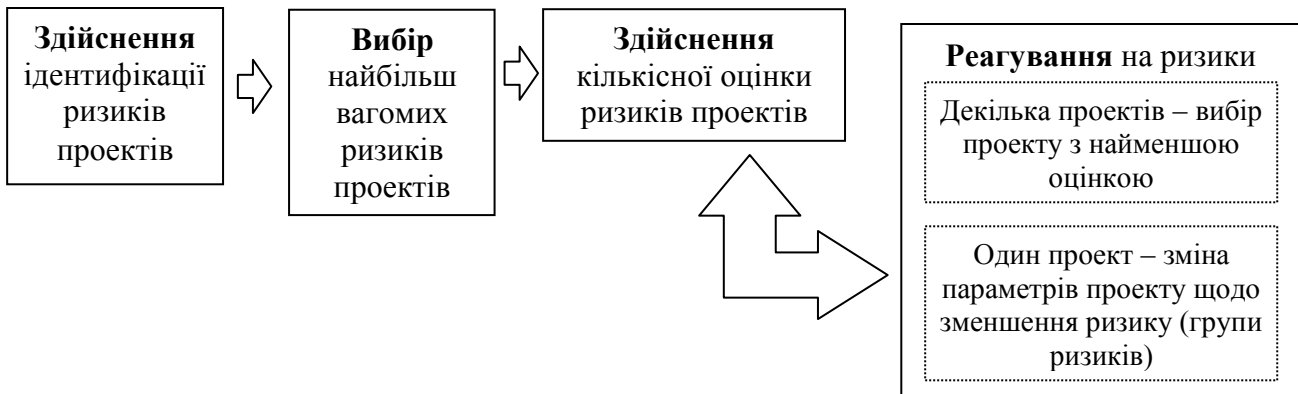 Здійснення
ідентифікації
ризиків
проектів
Вибір
найбільш
вагомих
ризиків
проектів
Здійснення
кількісної оцінки
ризиків проектів
Реагування на ризики
Декілька проектів – вибір
проекту з найменшою
оцінкою
Один проект – зміна
параметрів проекту щодо
зменшення ризику (групи
ризиків)